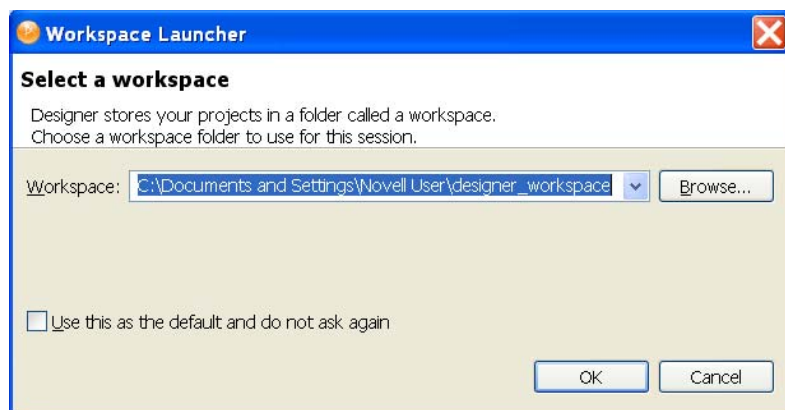 Workspace Launcher
Select a workspace
Designer stores your projects in a folder called a workspace.
Choose a workspace folder to use for this session.
Workspace: C:\Documents and Settings\Novell User\designer_workspace Browse...
Use this as the default and do not ask again
OK Cancel